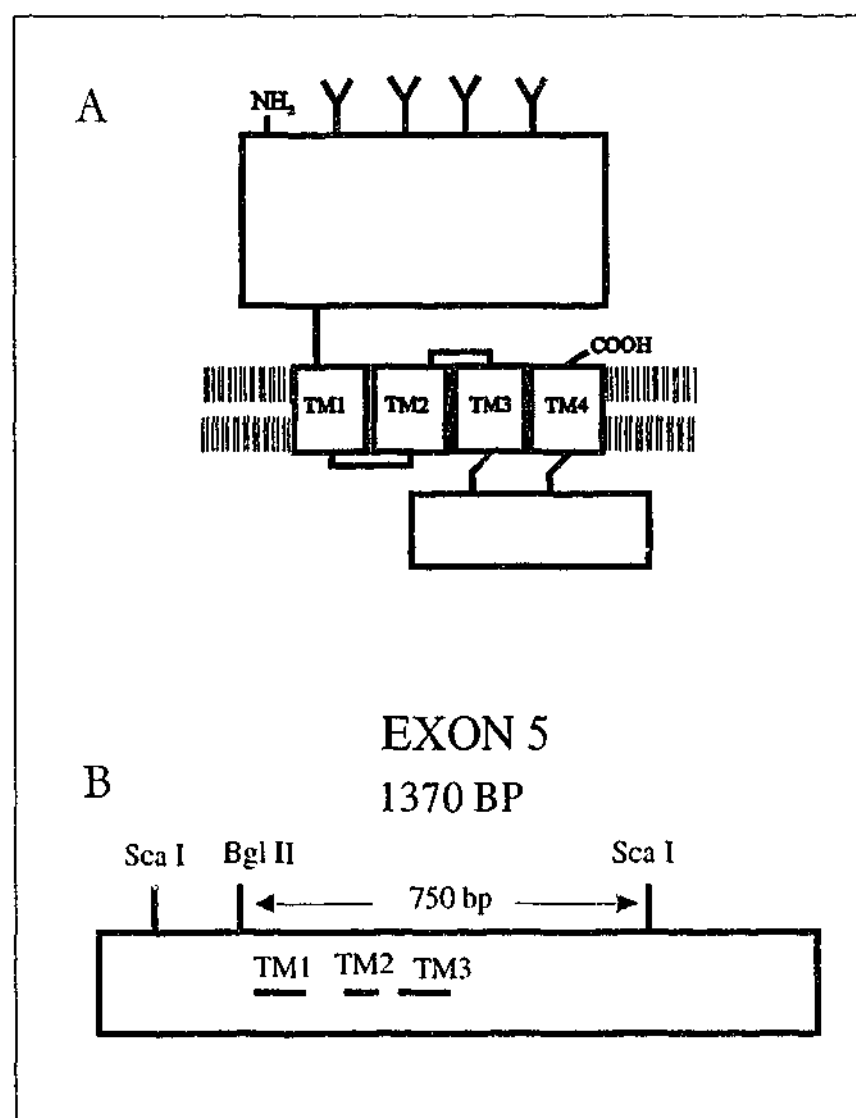 A
NH₂
COOH
TM1 TM2 TM3 TM4
EXON 5
B
1370 BP
Sca I Bgl II Sca I
750 bp
TM1 TM2 TM3